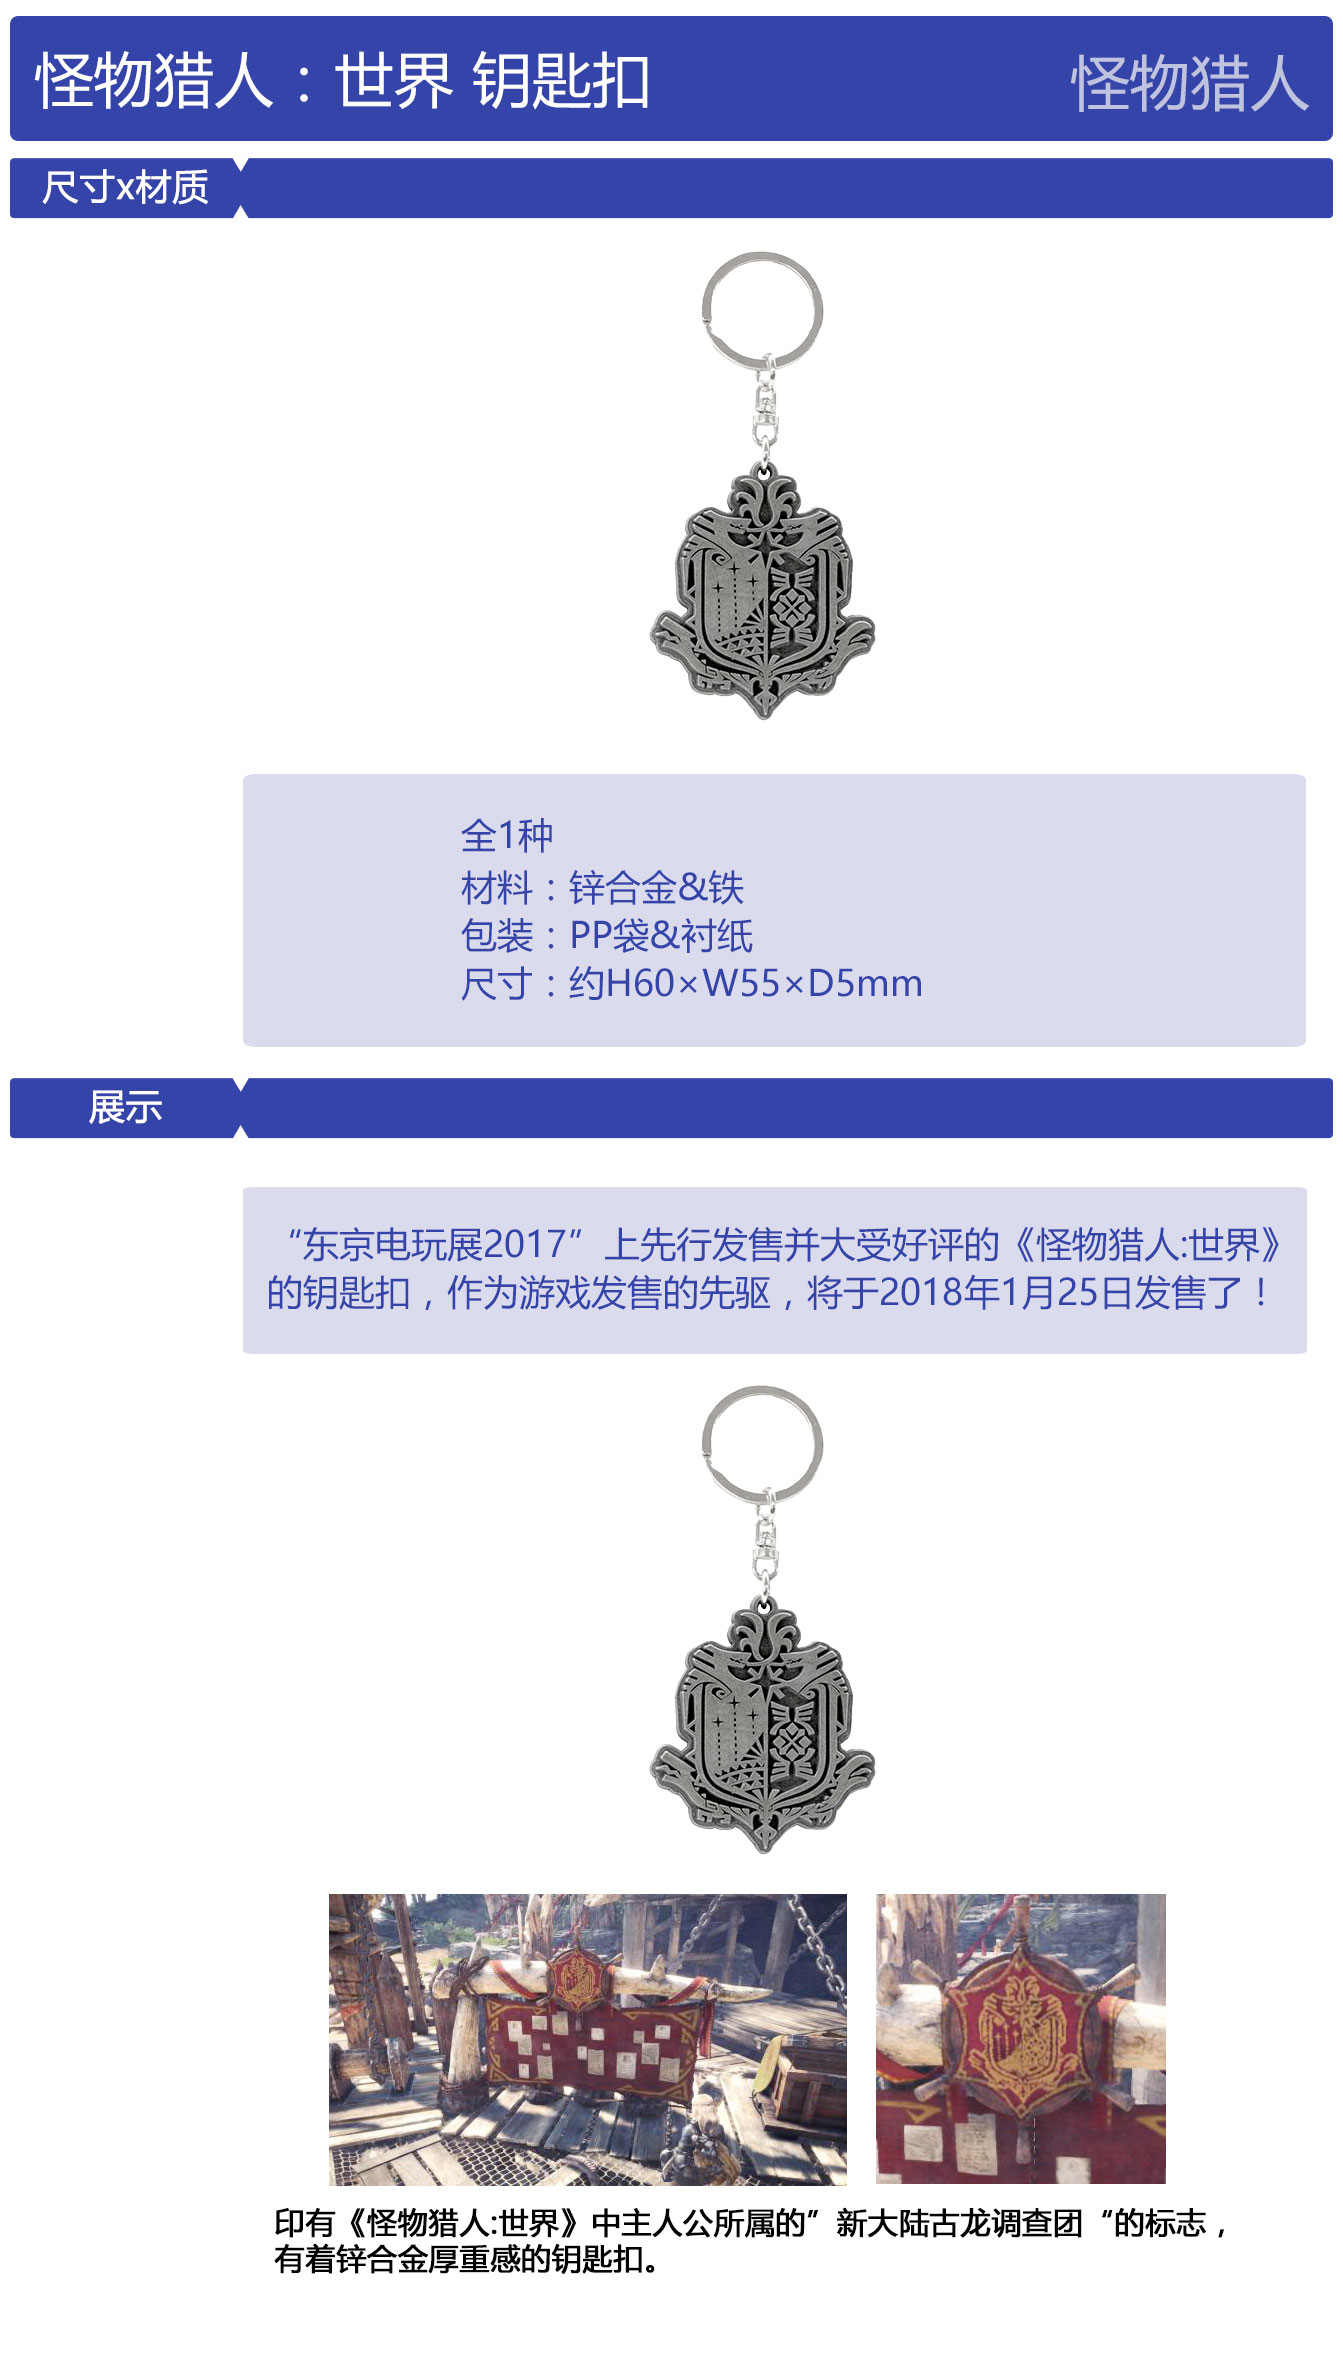 怪物猎人：世界 钥匙扣
怪物猎人
尺寸x材质
全1种
材料：锌合金&铁
包装：PP袋&衬纸
尺寸：约H60×W55×D5mm
展示
“东京电玩展2017” 上先行发售并大受好评的《怪物猎人:世界》
的钥匙扣，作为游戏发售的先驱，将于2018年1月25日发售了！
印有《怪物猎人:世界》中主人公所属的”新大陆古龙调查团“的标志，
有着锌合金厚重感的钥匙扣。